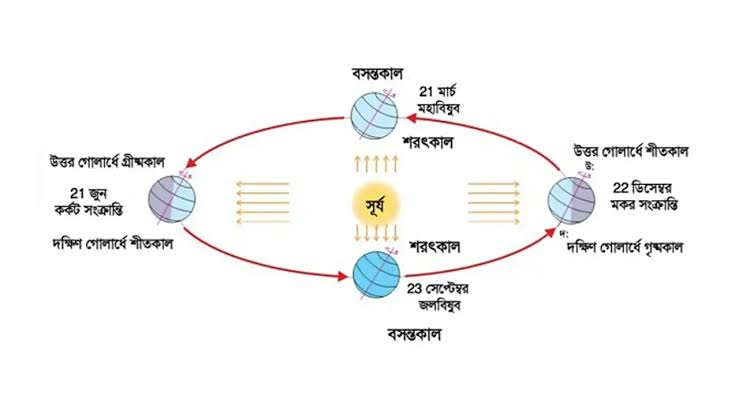 বসন্তকাল
21 মার্চ
মহাবিষুব
শরৎকাল
উত্তর গোলার্ধে গ্রীষ্মকাল
21 জুন
কর্কট সংক্রান্তি
দক্ষিণ গোলার্ধে শীতকাল
সূর্য
উত্তর গোলার্ধে শীতকাল
উ:
22 ডিসেম্বর
মকর সংক্রান্তি
দ:
দক্ষিণ গোলার্ধে গৃষ্মকাল
শরৎকাল
23 সেপ্টেম্বর
জলবিষুব
বসন্তকাল